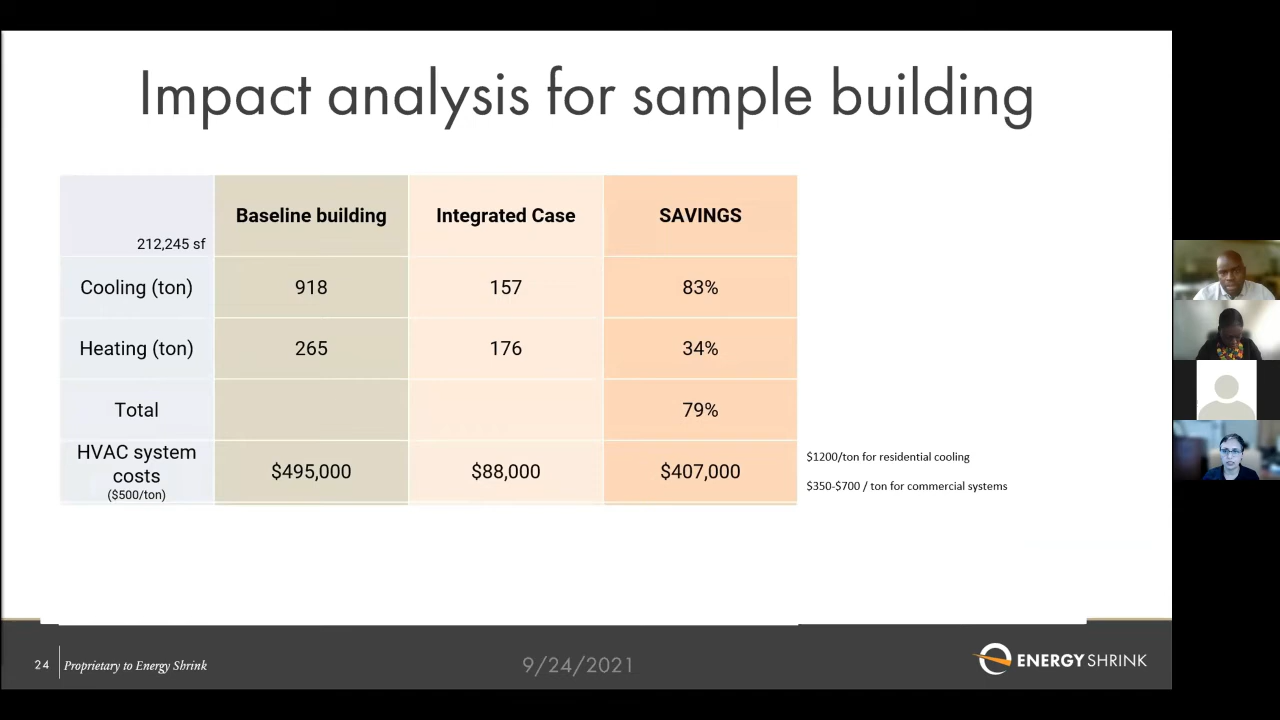 Impact analysis for sample building
212,245 sf
Baseline building
Integrated Case
SAVINGS
Cooling (ton)
918
157
83%
Heating (ton)
265
176
34%
Total
79%
HVAC system
costs
($500/ton)
$495,000
$88,000
$407,000
$1200/ton for residential cooling
$350-$700 / ton for commercial systems
24
Proprietary to Energy Shrink
9/24/2021
ENERGY SHRINK